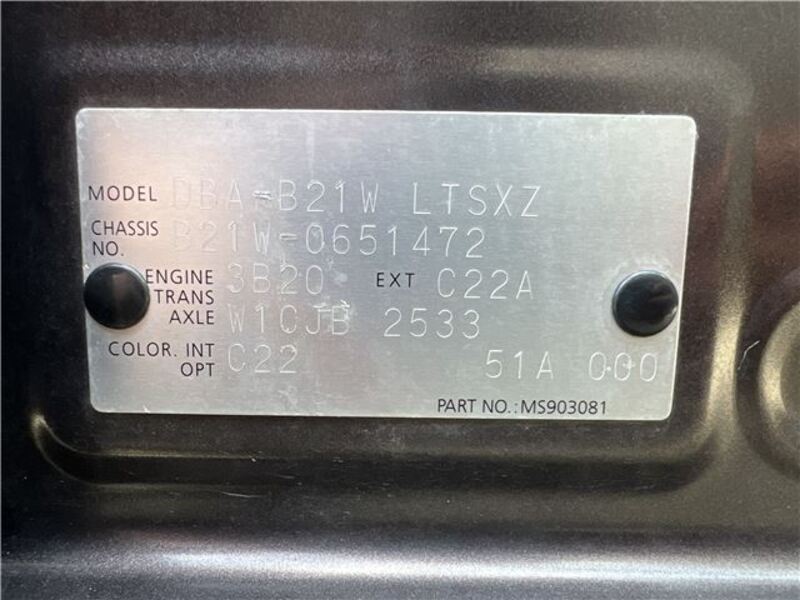 MODEL DBA-B21W LTSXZ
CHASSIS NO. B21W-0651472
ENGINE 3B20 EXT C22A
TRANS AXLE W1CJB 2533
COLOR. INT OPT C22 51A 000
PART NO.: MS903081